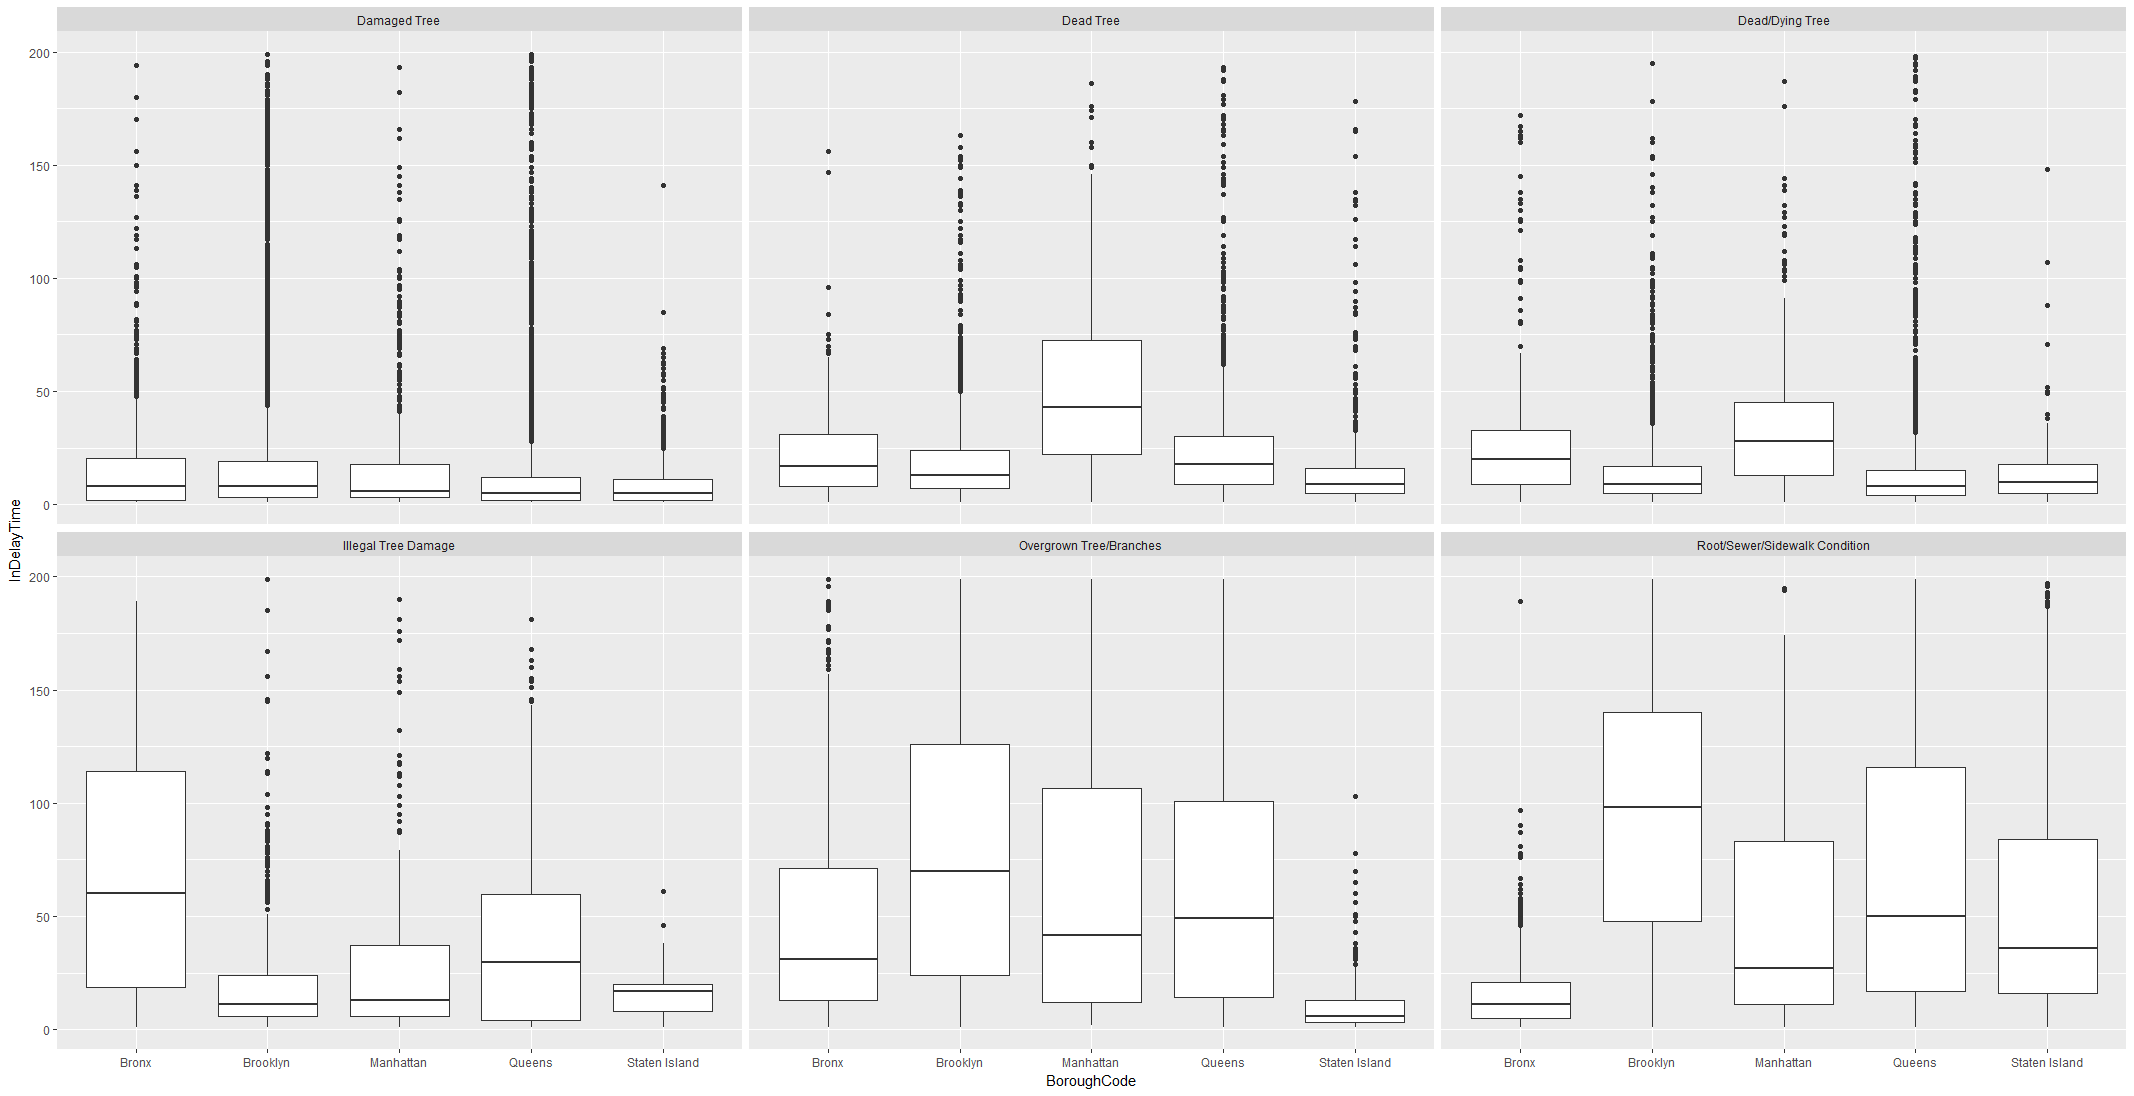 Damaged Tree Dead Tree Dead/Dying Tree
200
150
100
50
0
Illegal Tree Damage Overgrown Tree/Branches Root/Sewer/Sidewalk Condition
200
150
100
50
0
InDelayTime
Bronx Brooklyn Manhattan Queens Staten Island Bronx Brooklyn Manhattan Queens Staten Island Bronx Brooklyn Manhattan Queens Staten Island
BoroughCode